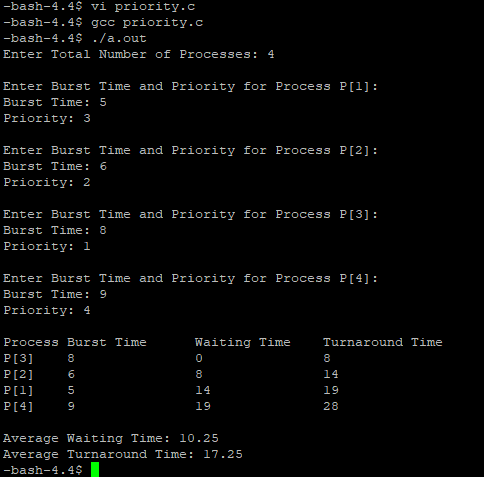 -bash-4.4$ vi priority.c
-bash-4.4$ gcc priority.c
-bash-4.4$ ./a.out
Enter Total Number of Processes: 4
Enter Burst Time and Priority for Process P[1]:
Burst Time: 5
Priority: 3
Enter Burst Time and Priority for Process P[2]:
Burst Time: 6
Priority: 2
Enter Burst Time and Priority for Process P[3]:
Burst Time: 8
Priority: 1
Enter Burst Time and Priority for Process P[4]:
Burst Time: 9
Priority: 4
Process Burst Time      Waiting Time    Turnaround Time
P[3]    8               0               8
P[2]    6               8               14
P[1]    5               14              19
P[4]    9               19              28
Average Waiting Time: 10.25
Average Turnaround Time: 17.25
-bash-4.4$